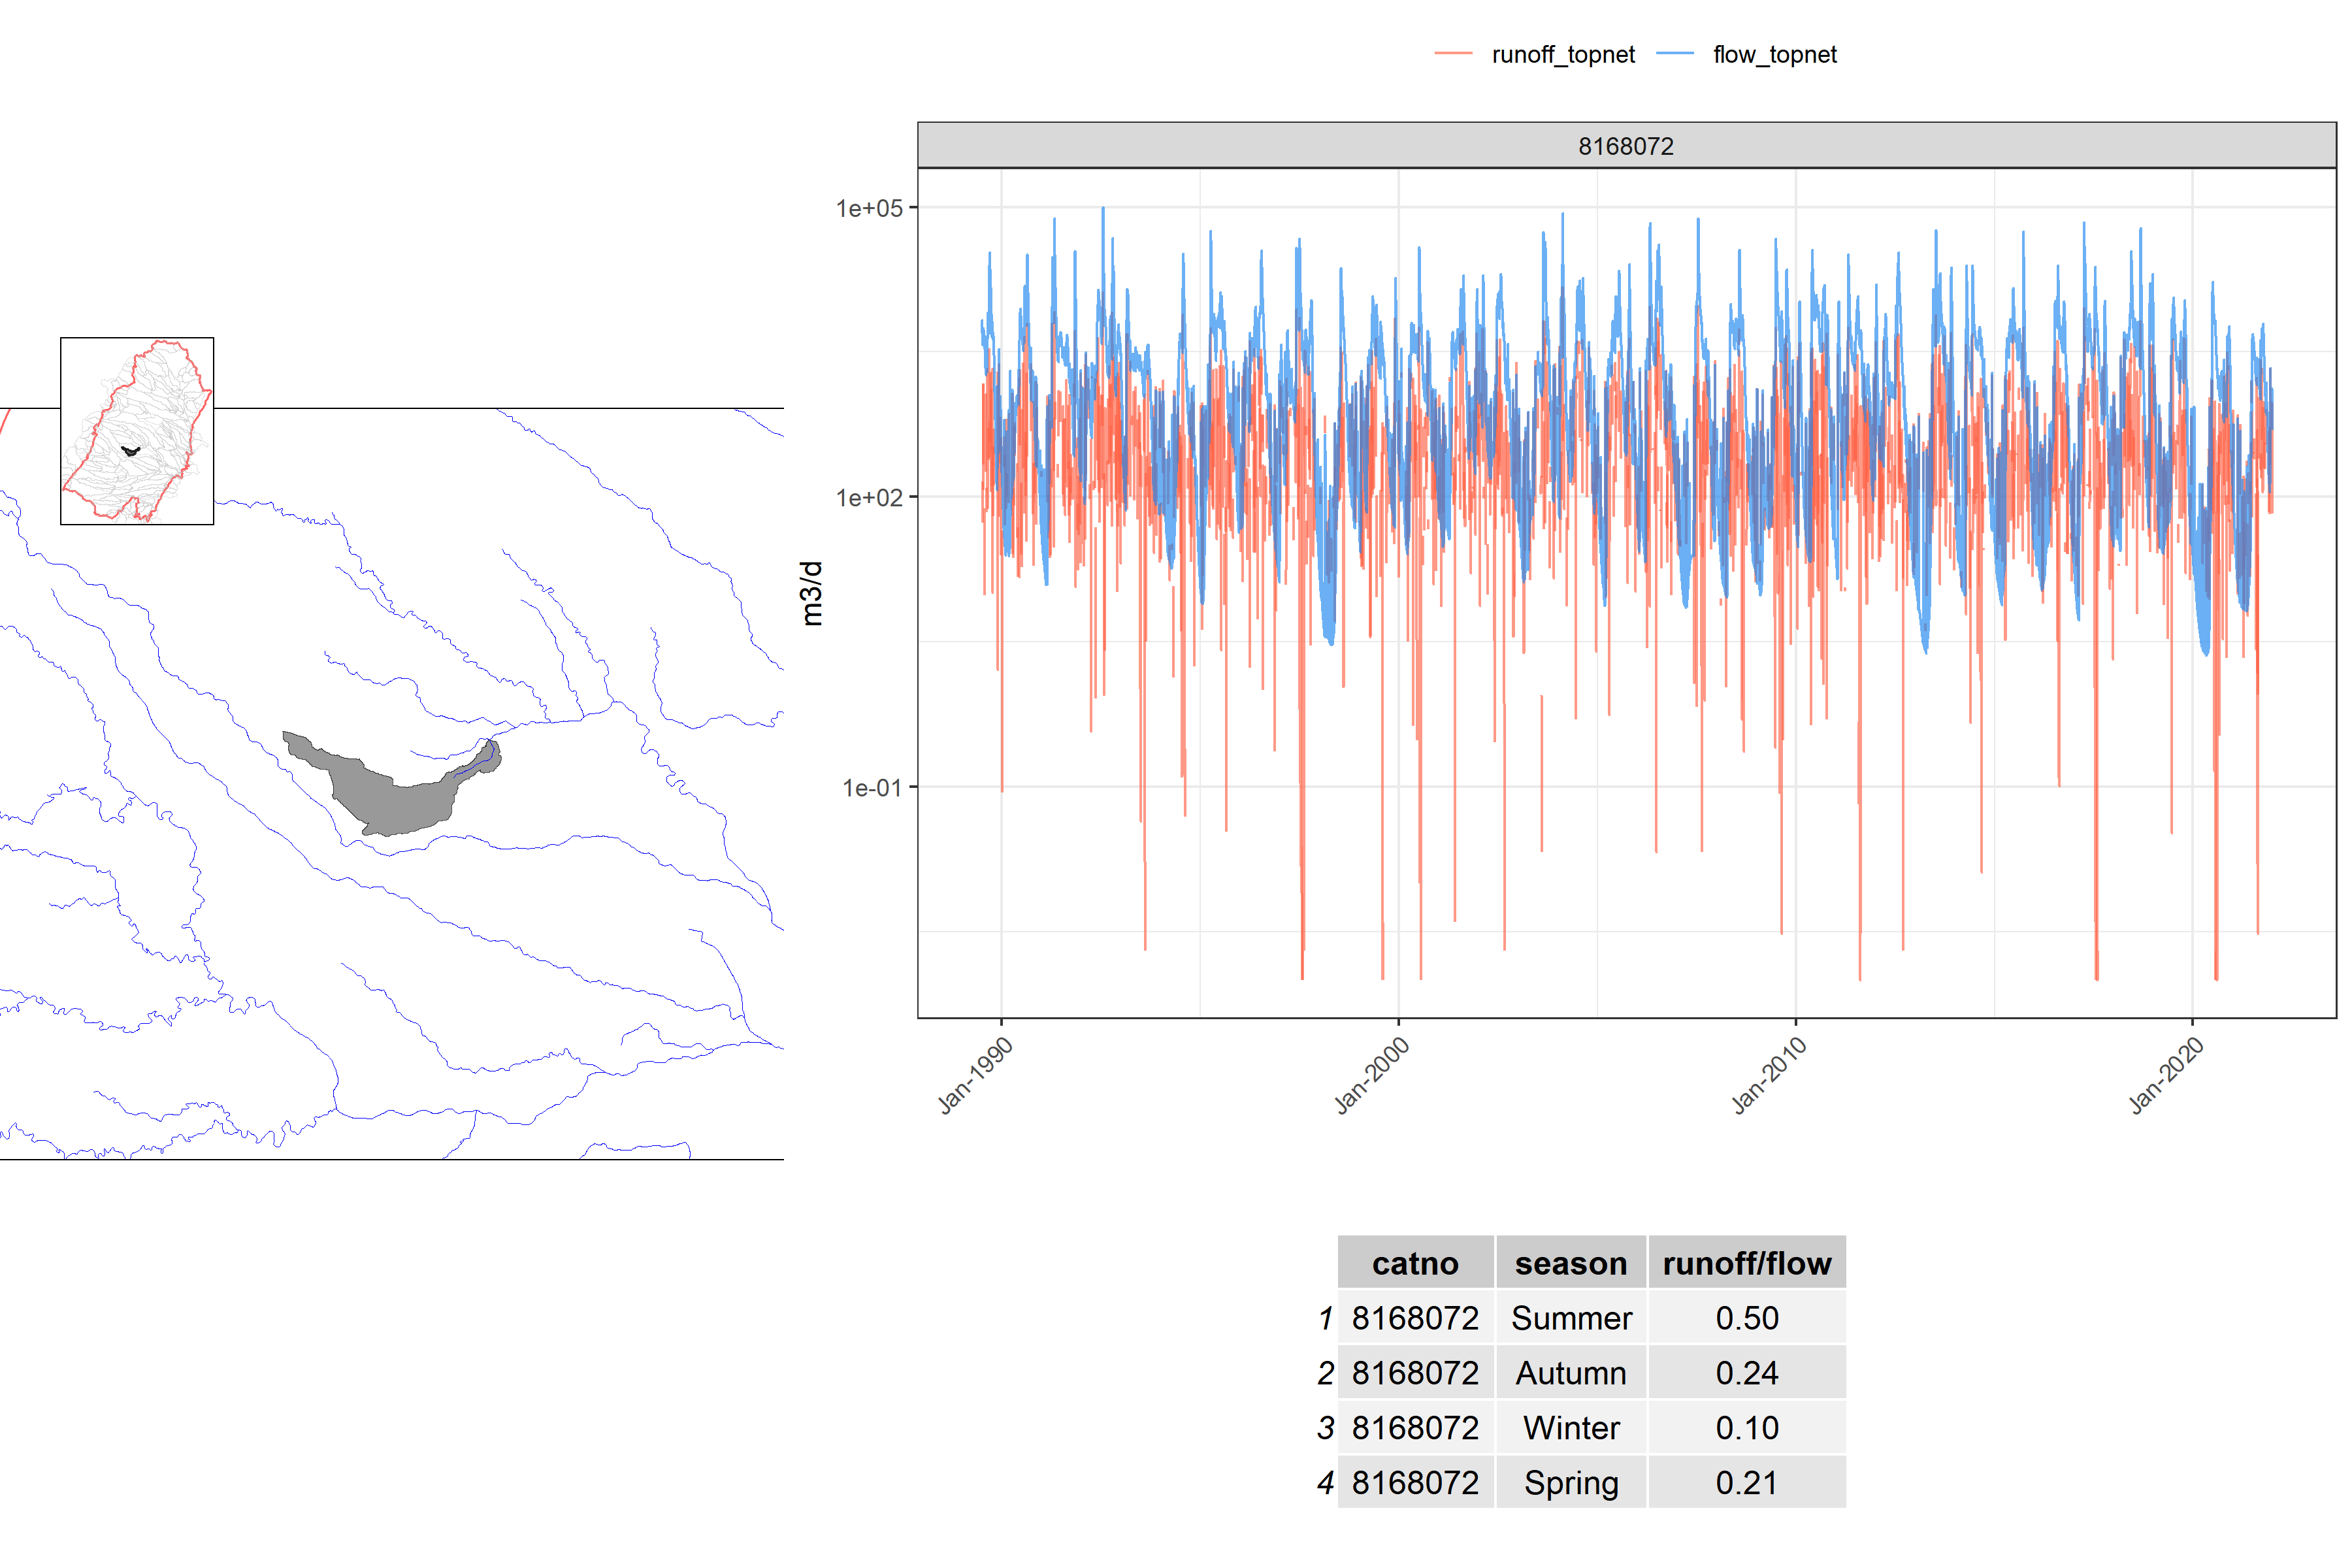 runoff_topnet flow_topnet
8168072
1e+05
1e+02
1e-01
m3/d
Jan-1990 Jan-2000 Jan-2010 Jan-2020
catno season runoff/flow
1 8168072 Summer 0.50
2 8168072 Autumn 0.24
3 8168072 Winter 0.10
4 8168072 Spring 0.21